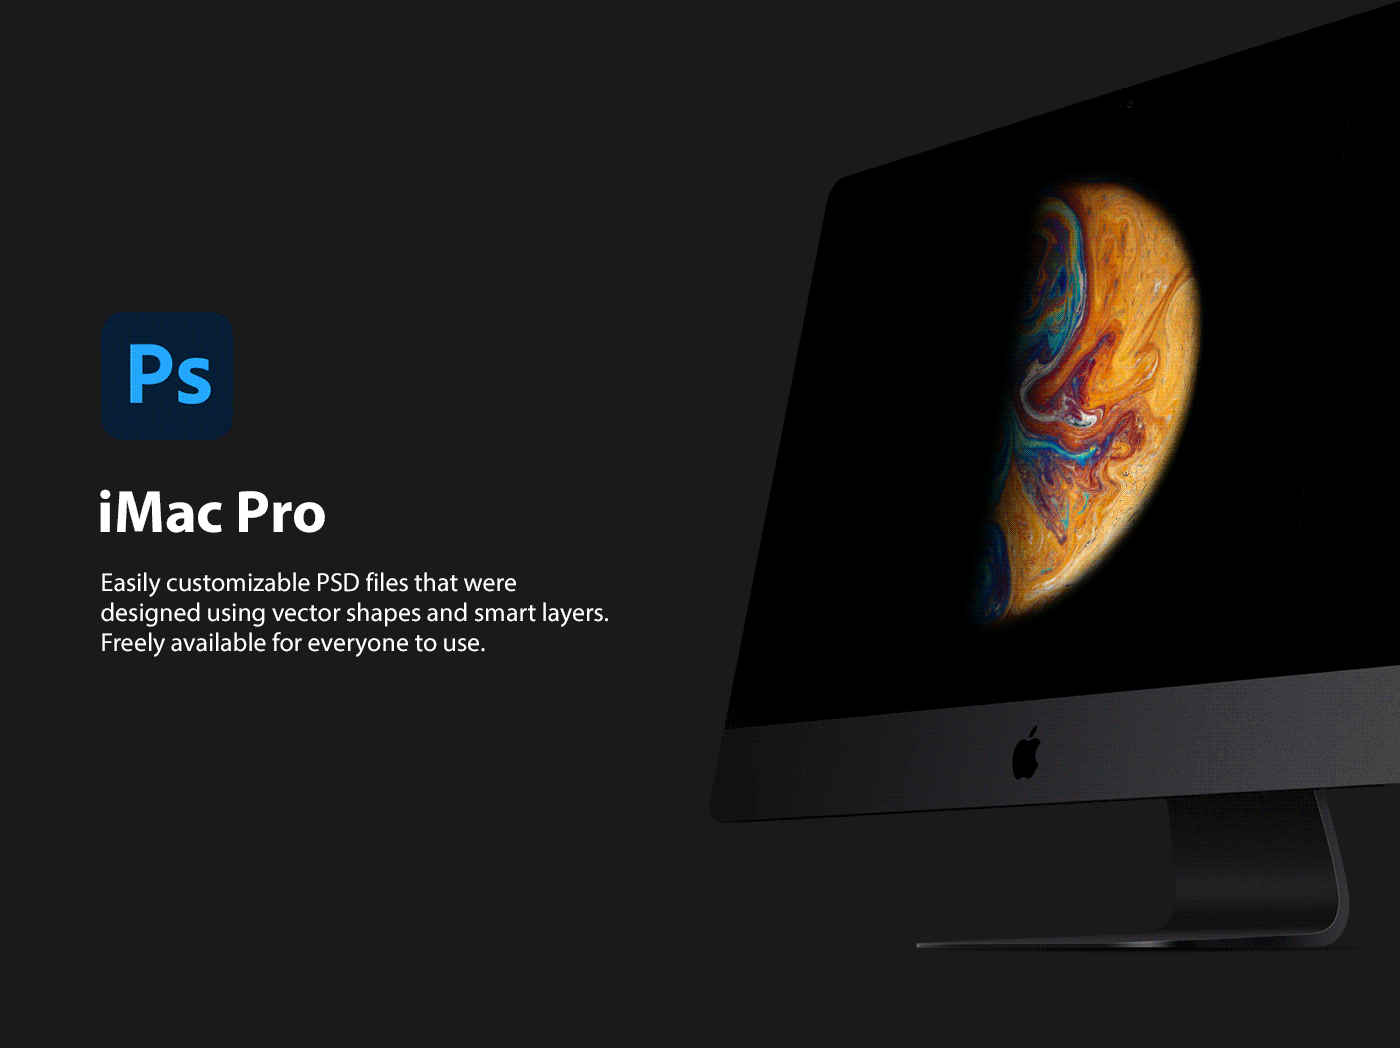 Ps
iMac Pro
Easily customizable PSD files that were
designed using vector shapes and smart layers.
Freely available for everyone to use.